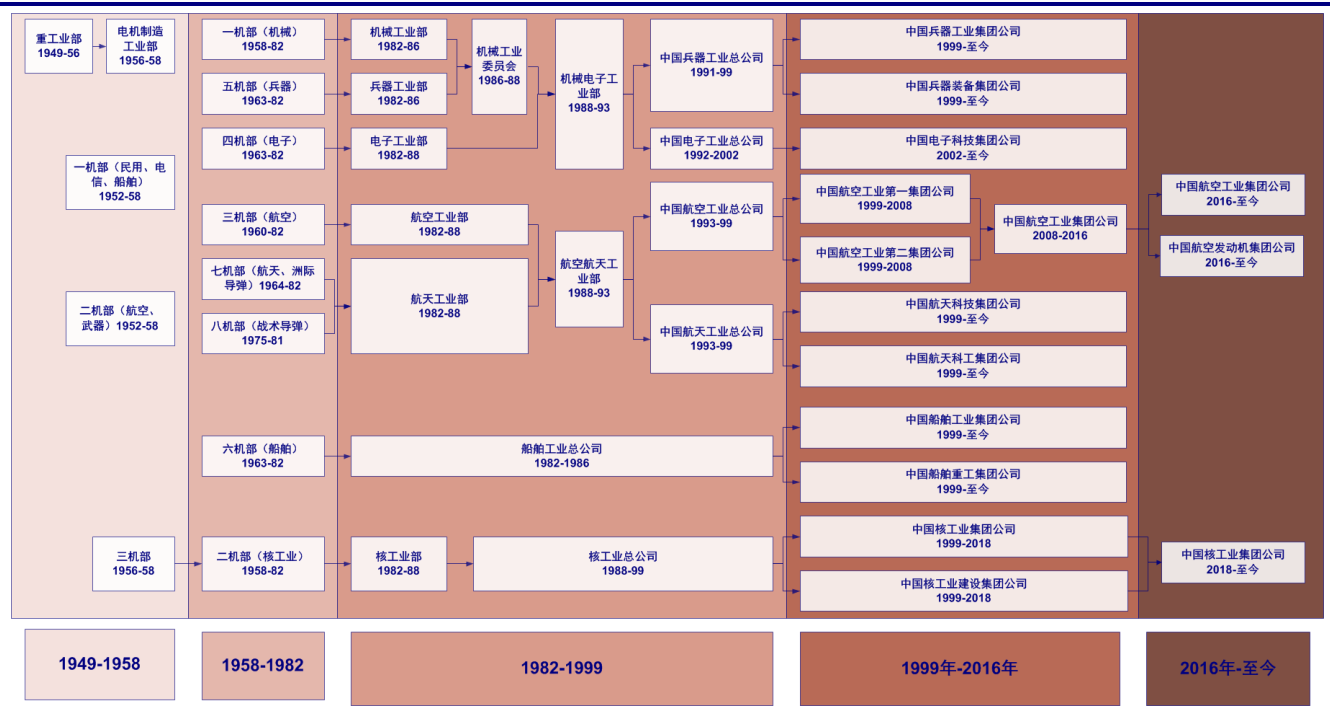 重工业部
1949-56
电机制造
工业部
1956-58
一机部（民用、电
信、船舶）
1952-58
二机部（航空、
武器）1952-58
三机部
1956-58
一机部（机械）
1958-82
五机部（兵器）
1963-82
四机部（电子）
1963-82
三机部（航空）
1960-82
七机部（航天、洲际
导弹）1964-82
八机部（战术导弹）
1975-81
六机部（船舶）
1963-82
二机部（核工业）
1958-82
机械工业部
1982-86
兵器工业部
1982-86
电子工业部
1982-88
机械工业
委员会
1986-88
机械电子工
业部
1988-93
中国兵器工业总公司
1991-99
中国电子工业总公司
1992-2002
航空工业部
1982-88
航天工业部
1982-88
航空航天工
业部
1988-93
中国航空工业总公司
1993-99
中国航天工业总公司
1993-99
船舶工业总公司
1982-1986
核工业部
1982-88
核工业总公司
1988-99
中国兵器工业集团公司
1999-至今
中国兵器装备集团公司
1999-至今
中国电子科技集团公司
2002-至今
中国航空工业第一集团公司
1999-2008
中国航空工业第二集团公司
1999-2008
中国航空工业集团公司
2008-2016
中国航天科技集团公司
1999-至今
中国航天科工集团公司
1999-至今
中国船舶工业集团公司
1999-至今
中国船舶重工集团公司
1999-至今
中国核工业集团公司
1999-2018
中国核工业建设集团公司
1999-2018
中国航空工业集团公司
2016-至今
中国航空发动机集团公司
2016-至今
中国核工业集团公司
2018-至今
1949-1958
1958-1982
1982-1999
1999年-2016年
2016年-至今